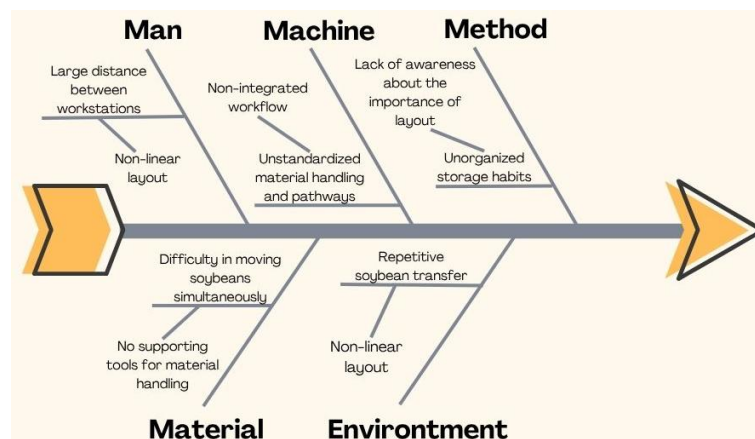 Man
Machine
Method
Large distance
between
workstations
Non-linear
layout
Non-integrated
workflow
Unstandardized
material handling
and pathways
Lack of awareness
about the
importance of
layout
Unorganized
storage habits
Difficulty in moving
soybeans
simultaneously
No supporting
tools for material
handling
Repetitive
soybean transfer
Non-linear
layout
Material
Environtment